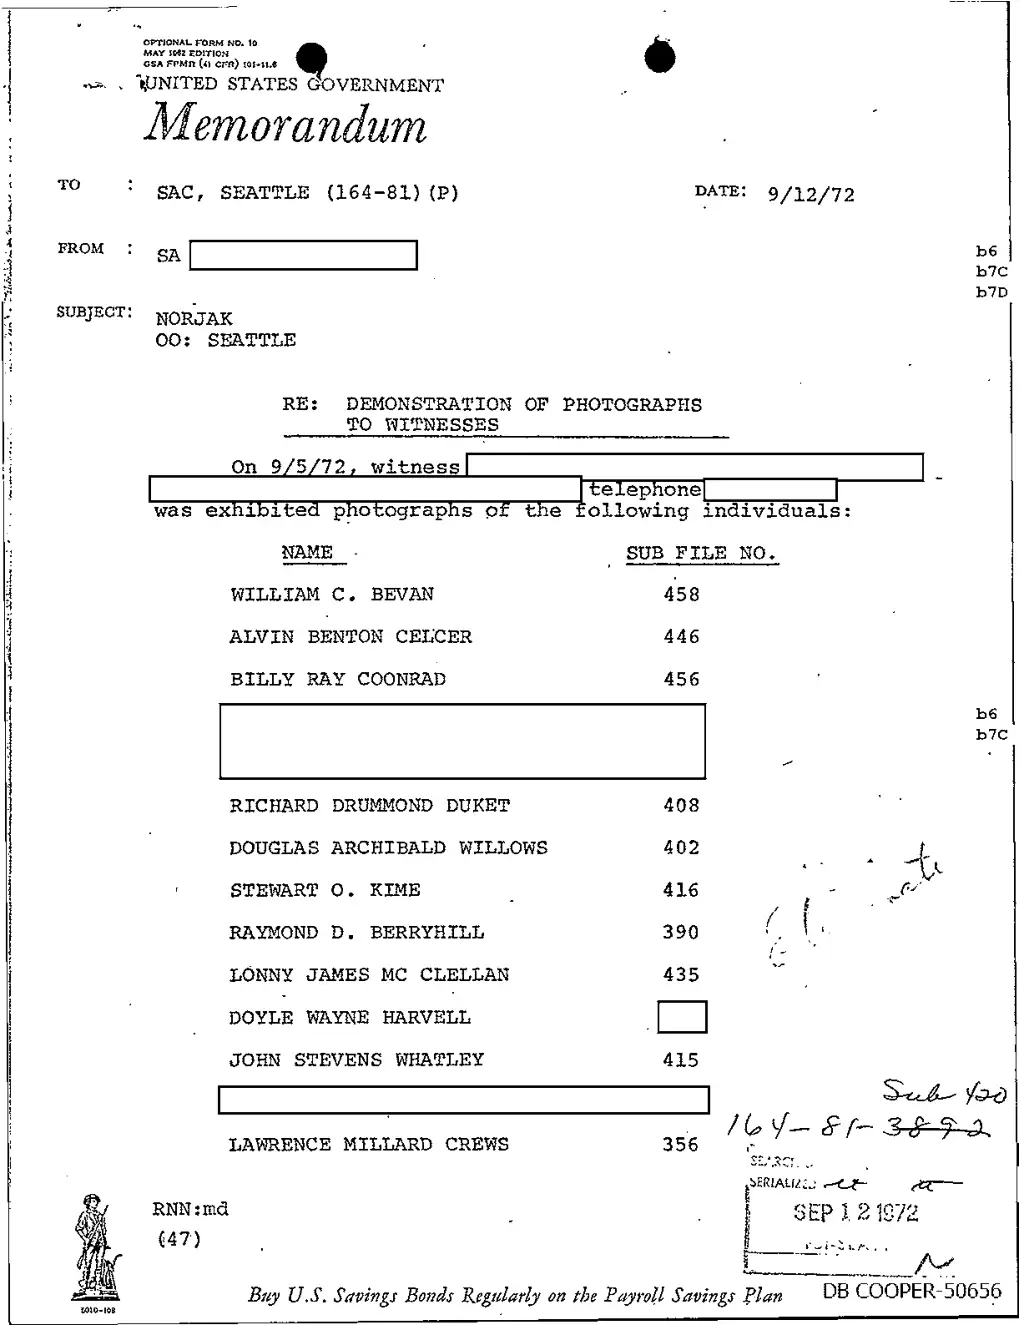 OPTIONAL FORM NO. 10
MAY 1962 EDITION
GSA FPMR (41 CFR) 101-11.6
UNITED STATES GOVERNMENT
Memorandum
TO : SAC, SEATTLE (164-81)(P) DATE: 9/12/72
FROM : SA b6
b7C
b7D
SUBJECT: NORJAK
OO: SEATTLE
RE: DEMONSTRATION OF PHOTOGRAPHS
TO WITNESSES
On 9/5/72, witness
telephone
was exhibited photographs of the following individuals:
NAME SUB FILE NO.
WILLIAM C. BEVAN 458
ALVIN BENTON CELCER 446
BILLY RAY COONRAD 456
b6
b7C
RICHARD DRUMMOND DUKET 408
DOUGLAS ARCHIBALD WILLOWS 402
STEWART O. KIME 416
RAYMOND D. BERRYHILL 390
LONNY JAMES MC CLELLAN 435
DOYLE WAYNE HARVELL
JOHN STEVENS WHATLEY 415
Sub 420
164-81-3892
LAWRENCE MILLARD CREWS 356
SERIALIZED
RNN:md
SEP 12 1972
(47)
N
Buy U.S. Savings Bonds Regularly on the Payroll Savings Plan
DB COOPER-50656
5010-108